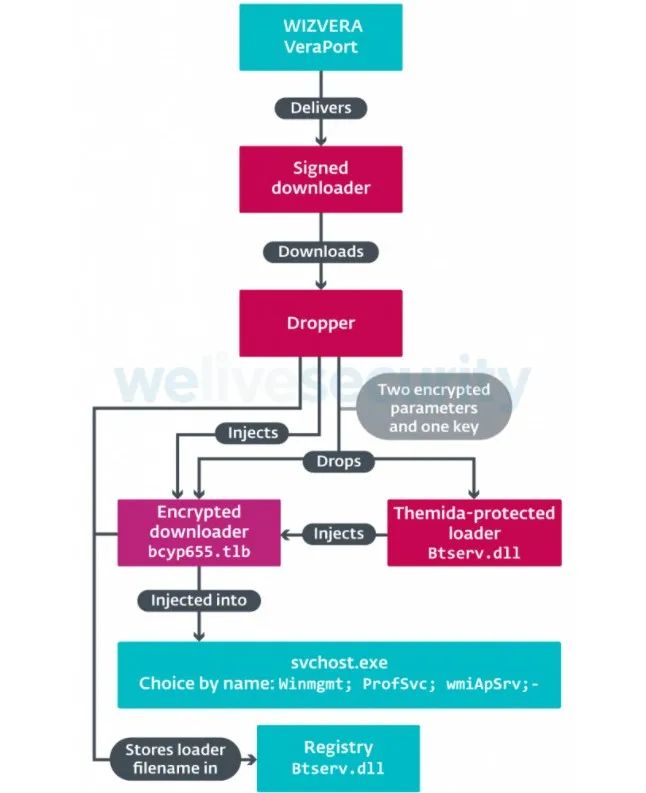 WIZVERA
VeraPort
Delivers
Signed
downloader
Downloads
Dropper
welivesecurity
Two encrypted
parameters
and one key
Injects
Drops
Encrypted
downloader
bcyp655.tlb
Injects
Themida-protected
loader
Btserv.dll
Injected into
svchost.exe
Choice by name: Winmgmt; ProfSvc; wmiApSrv;-
Stores loader
filename in
Registry
Btserv.dll